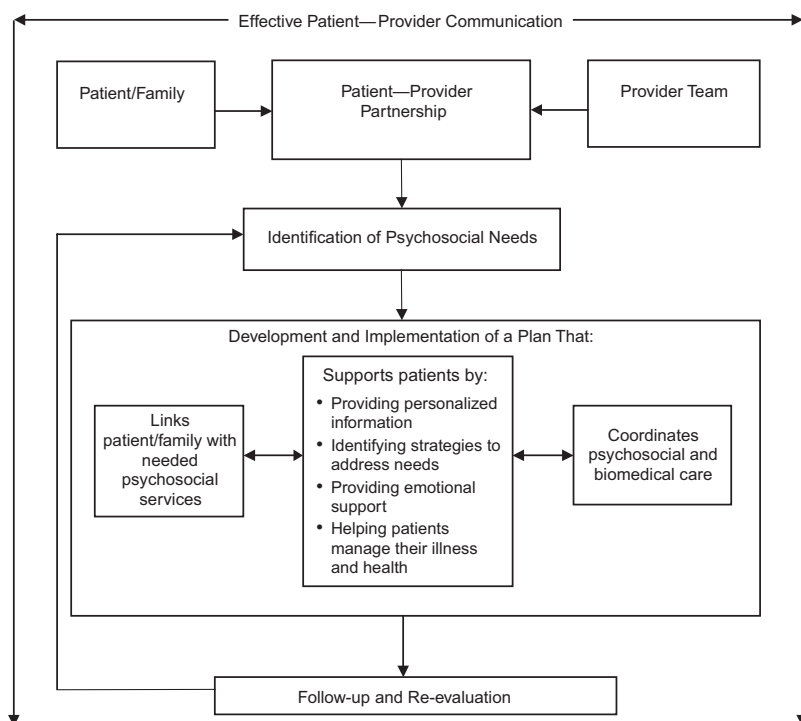 Effective Patient—Provider Communication
Patient/Family
Patient—Provider
Partnership
Provider Team
Identification of Psychosocial Needs
Development and Implementation of a Plan That:
Links
patient/family with
needed
psychosocial
services
Supports patients by:
• Providing personalized
information
• Identifying strategies to
address needs
• Providing emotional
support
• Helping patients
manage their illness
and health
Coordinates
psychosocial and
biomedical care
Follow-up and Re-evaluation